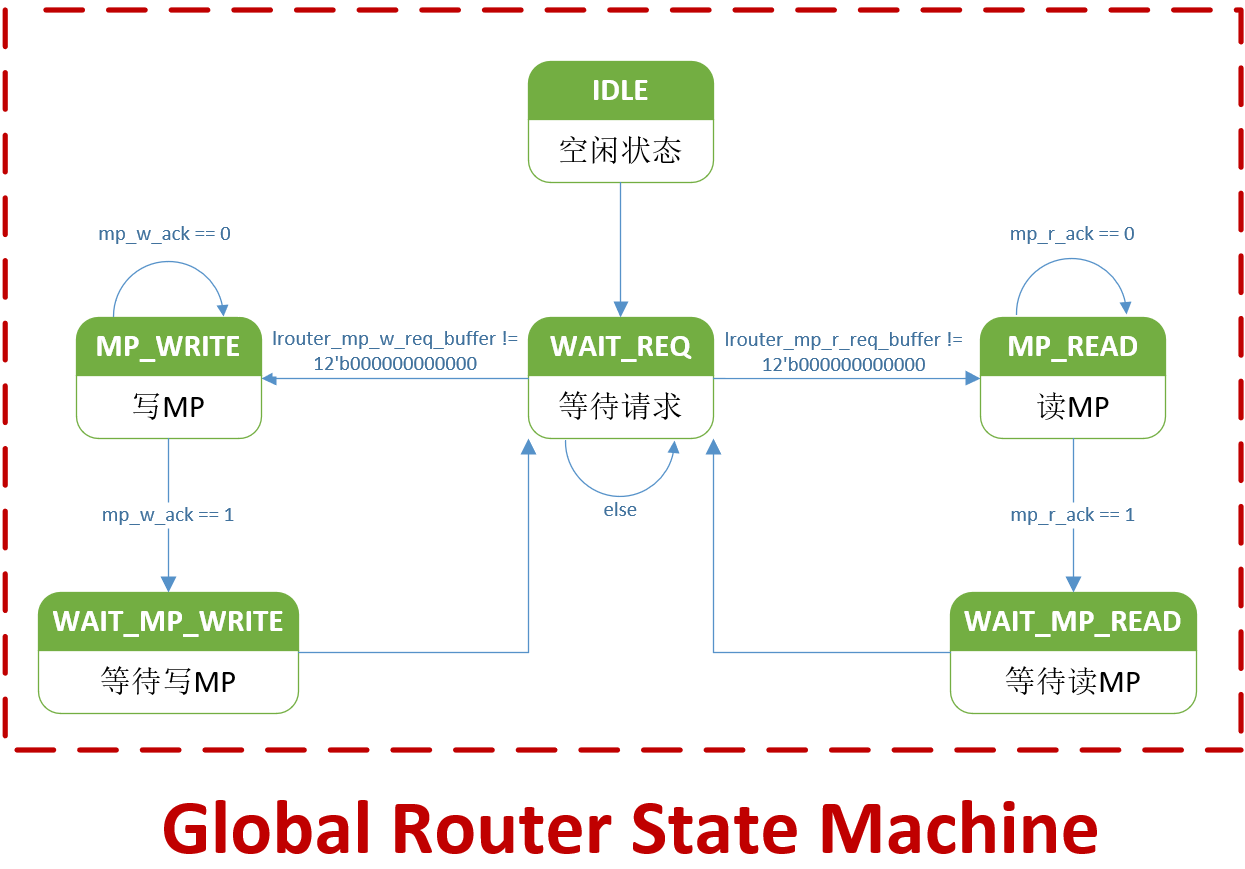 IDLE
空闲状态
mp_w_ack == 0
mp_r_ack == 0
MP_WRITE
写MP
lrouter_mp_w_req_buffer !=
12'b000000000000
WAIT_REQ
等待请求
lrouter_mp_r_req_buffer !=
12'b000000000000
MP_READ
读MP
else
mp_w_ack == 1
mp_r_ack == 1
WAIT_MP_WRITE
等待写MP
WAIT_MP_READ
等待读MP
Global Router State Machine